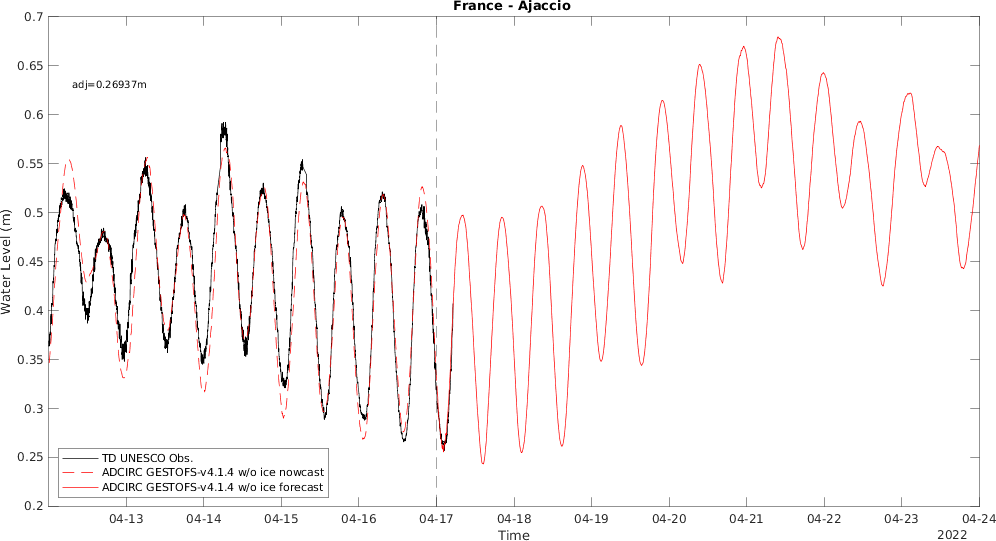 France - Ajaccio
0.7
0.65
0.6
0.55
0.5
0.45
0.4
0.35
0.3
0.25
0.2
Water Level (m)
adj=0.26937m
TD UNESCO Obs.
ADCIRC GESTOFS-v4.1.4 w/o ice nowcast
ADCIRC GESTOFS-v4.1.4 w/o ice forecast
04-13 04-14 04-15 04-16 04-17 04-18 04-19 04-20 04-21 04-22 04-23 04-24
Time
2022